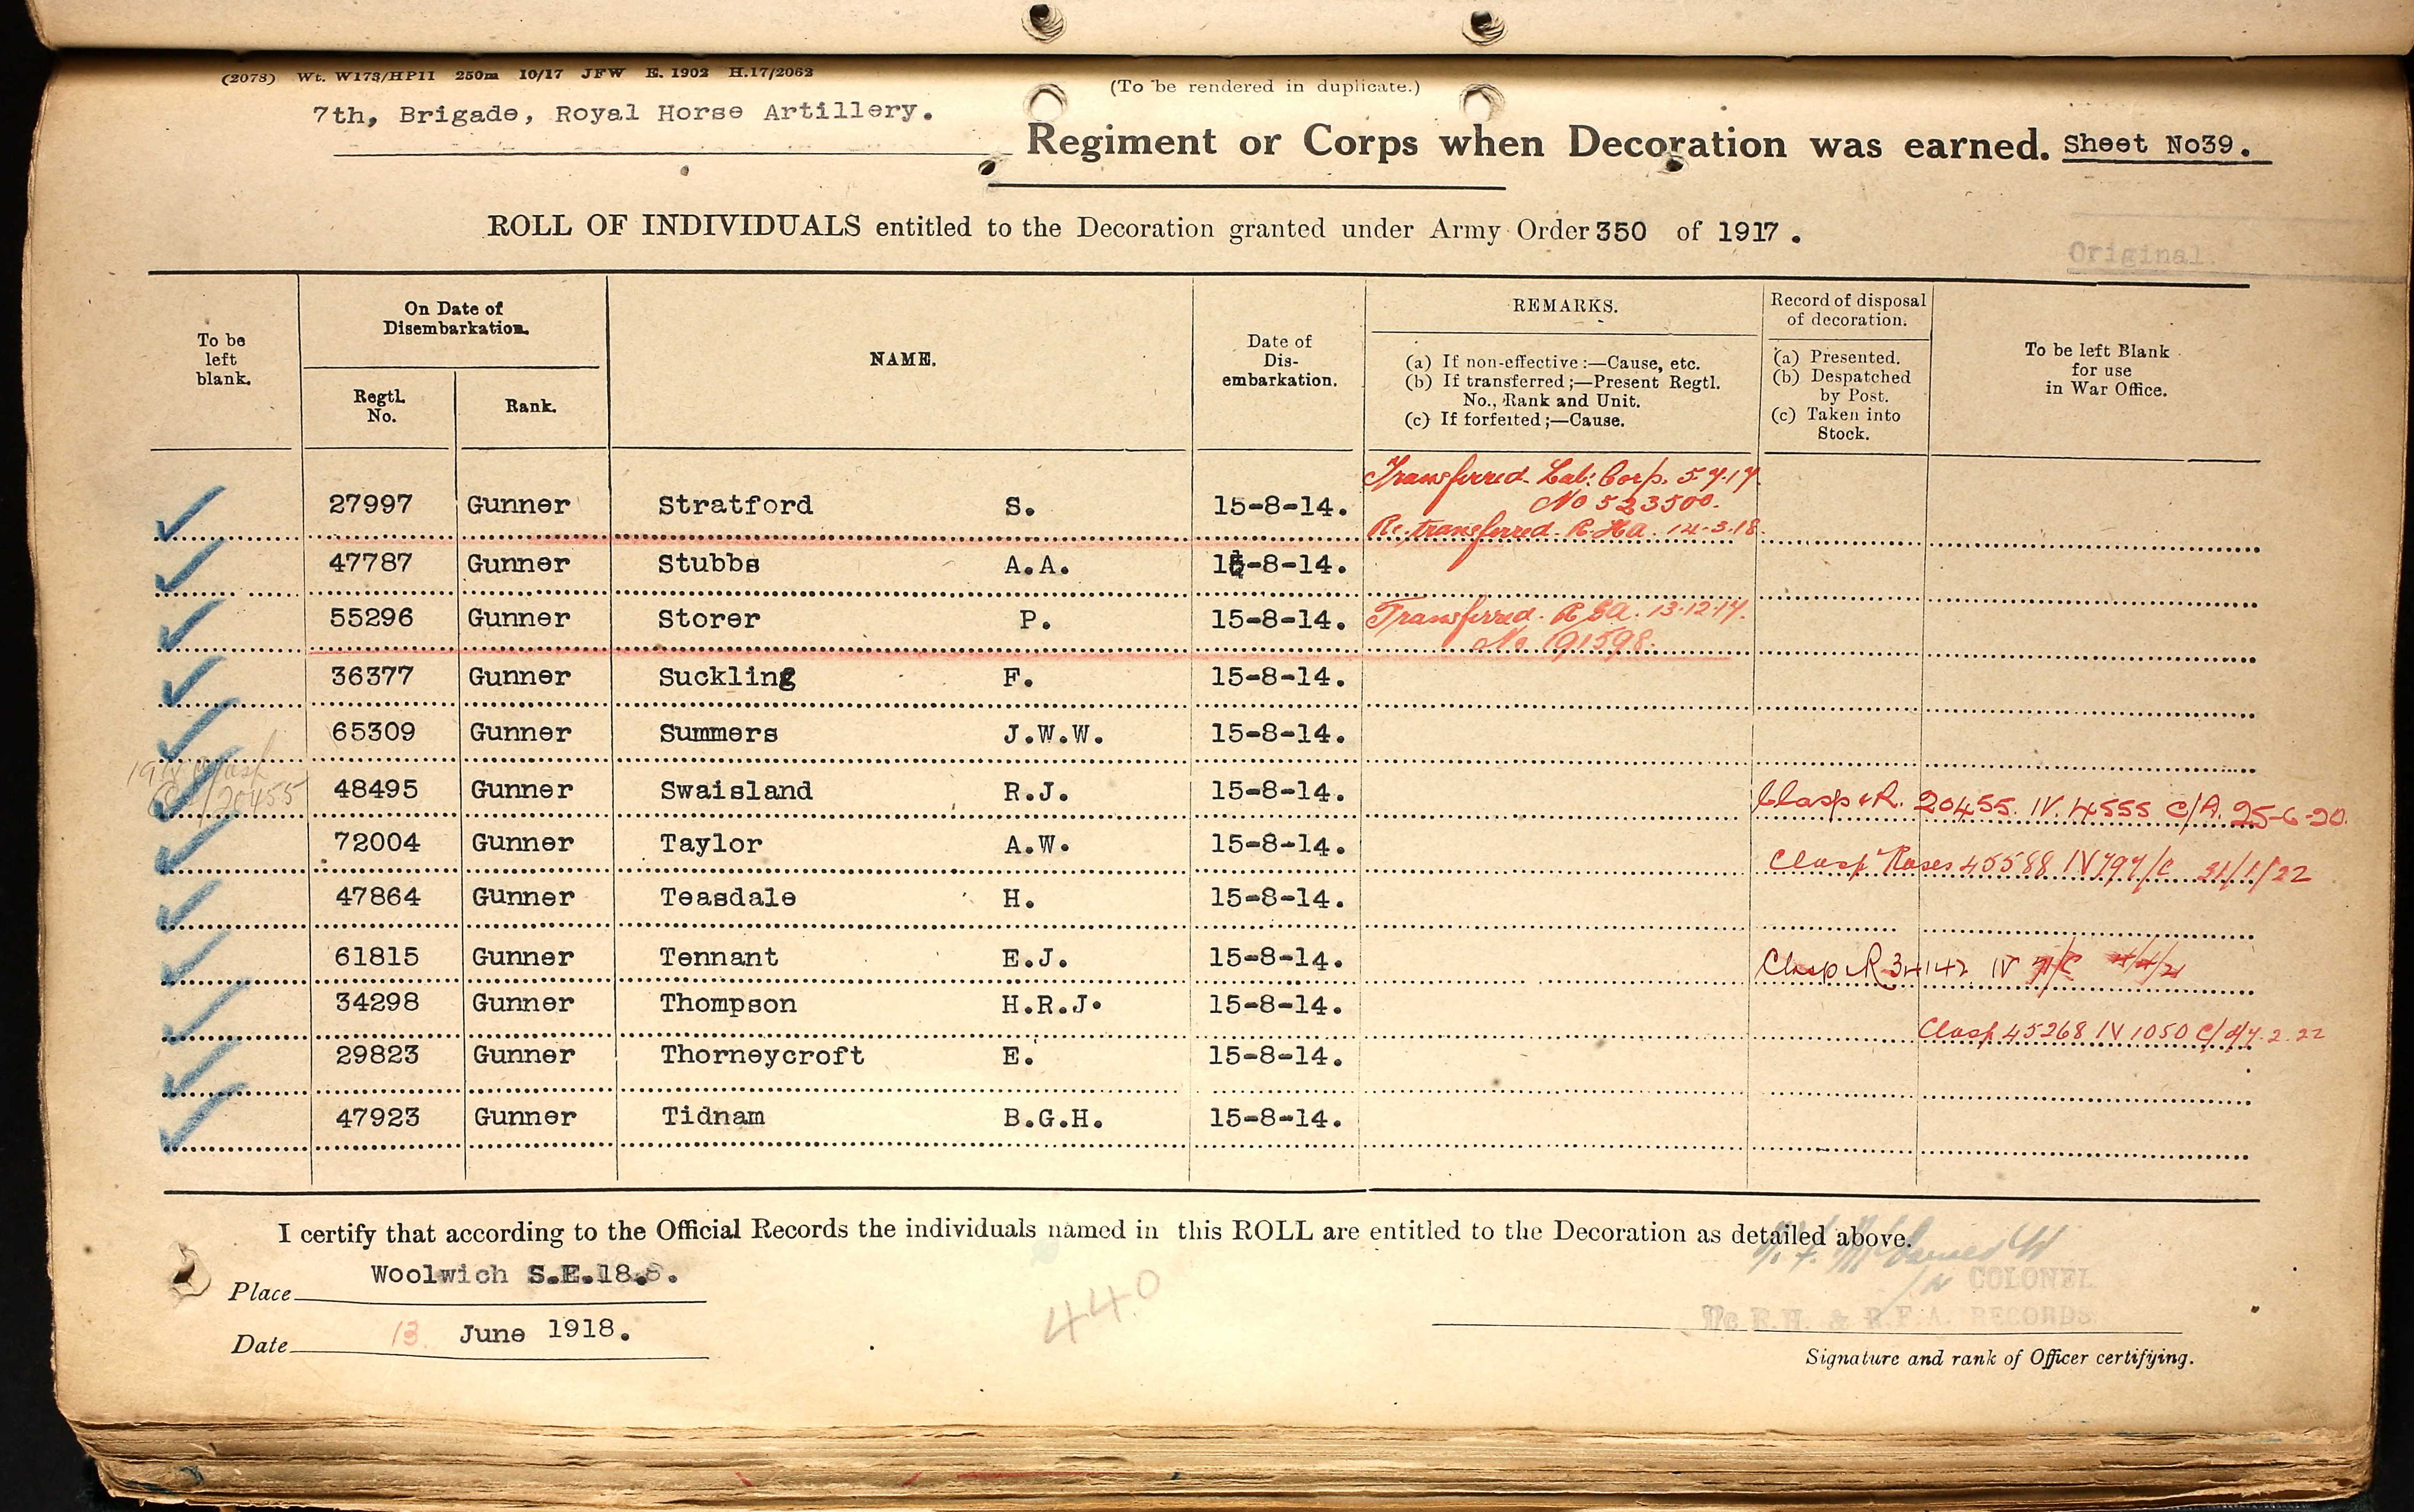 (2078) Wt. W173/HP11 250m 10/17 JFW E. 1902 H.17/2062
(To be rendered in duplicate.)
7th, Brigade, Royal Horse Artillery.
Regiment or Corps when Decoration was earned. Sheet No39.
ROLL OF INDIVIDUALS entitled to the Decoration granted under Army Order 350 of 1917.
Original.
To be left blank.
On Date of Disembarkation.
Regtl. No.
Rank.
NAME.
Date of Dis-embarkation.
REMARKS.
(a) If non-effective:—Cause, etc.
(b) If transferred;—Present Regtl. No., Rank and Unit.
(c) If forfeited;—Cause.
Record of disposal of decoration.
(a) Presented.
(b) Despatched by Post.
(c) Taken into Stock.
To be left Blank for use in War Office.
Transferred Lab: Corp. 5.7.17
27997 Gunner Stratford S. 15-8-14. No 523500.
Re-transferred R.H.A. 14.3.18.
47787 Gunner Stubbs A.A. 15-8-14.
55296 Gunner Storer P. 15-8-14. Transferred R.G.A. 13.12.17.
No 191598.
36377 Gunner Suckling F. 15-8-14.
65309 Gunner Summers J.W.W. 15-8-14.
1914 Clasp
20455
48495 Gunner Swaisland R.J. 15-8-14. Clasp & R. 20455. IV. 4555 C/A. 25-6-20.
72004 Gunner Taylor A.W. 15-8-14. Clasp & Roses 45588 IV 797/C 31/1/22
47864 Gunner Teasdale H. 15-8-14.
61815 Gunner Tennant E.J. 15-8-14. Clasp & R 34142 IV
34298 Gunner Thompson H.R.J. 15-8-14.
Clasp 45268 IV 1050 C/d/7.2.22
29823 Gunner Thorneycroft E. 15-8-14.
47923 Gunner Tidnam B.G.H. 15-8-14.
I certify that according to the Official Records the individuals named in this ROLL are entitled to the Decoration as detailed above.
Place Woolwich S.E.18.
COLONEL
440
I/c R.H. & R.F.A. RECORDS
Date 13 June 1918.
Signature and rank of Officer certifying.